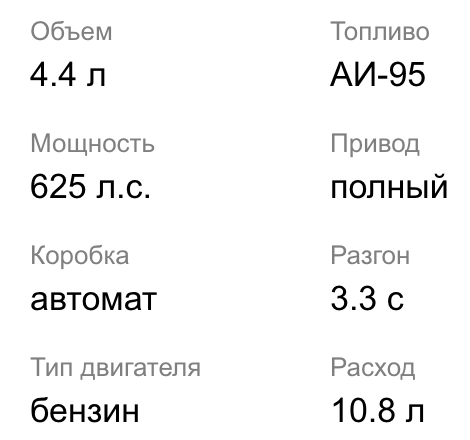 Объем
4.4 л
Топливо
АИ-95
Мощность
625 л.с.
Привод
полный
Коробка
автомат
Разгон
3.3 с
Тип двигателя
бензин
Расход
10.8 л